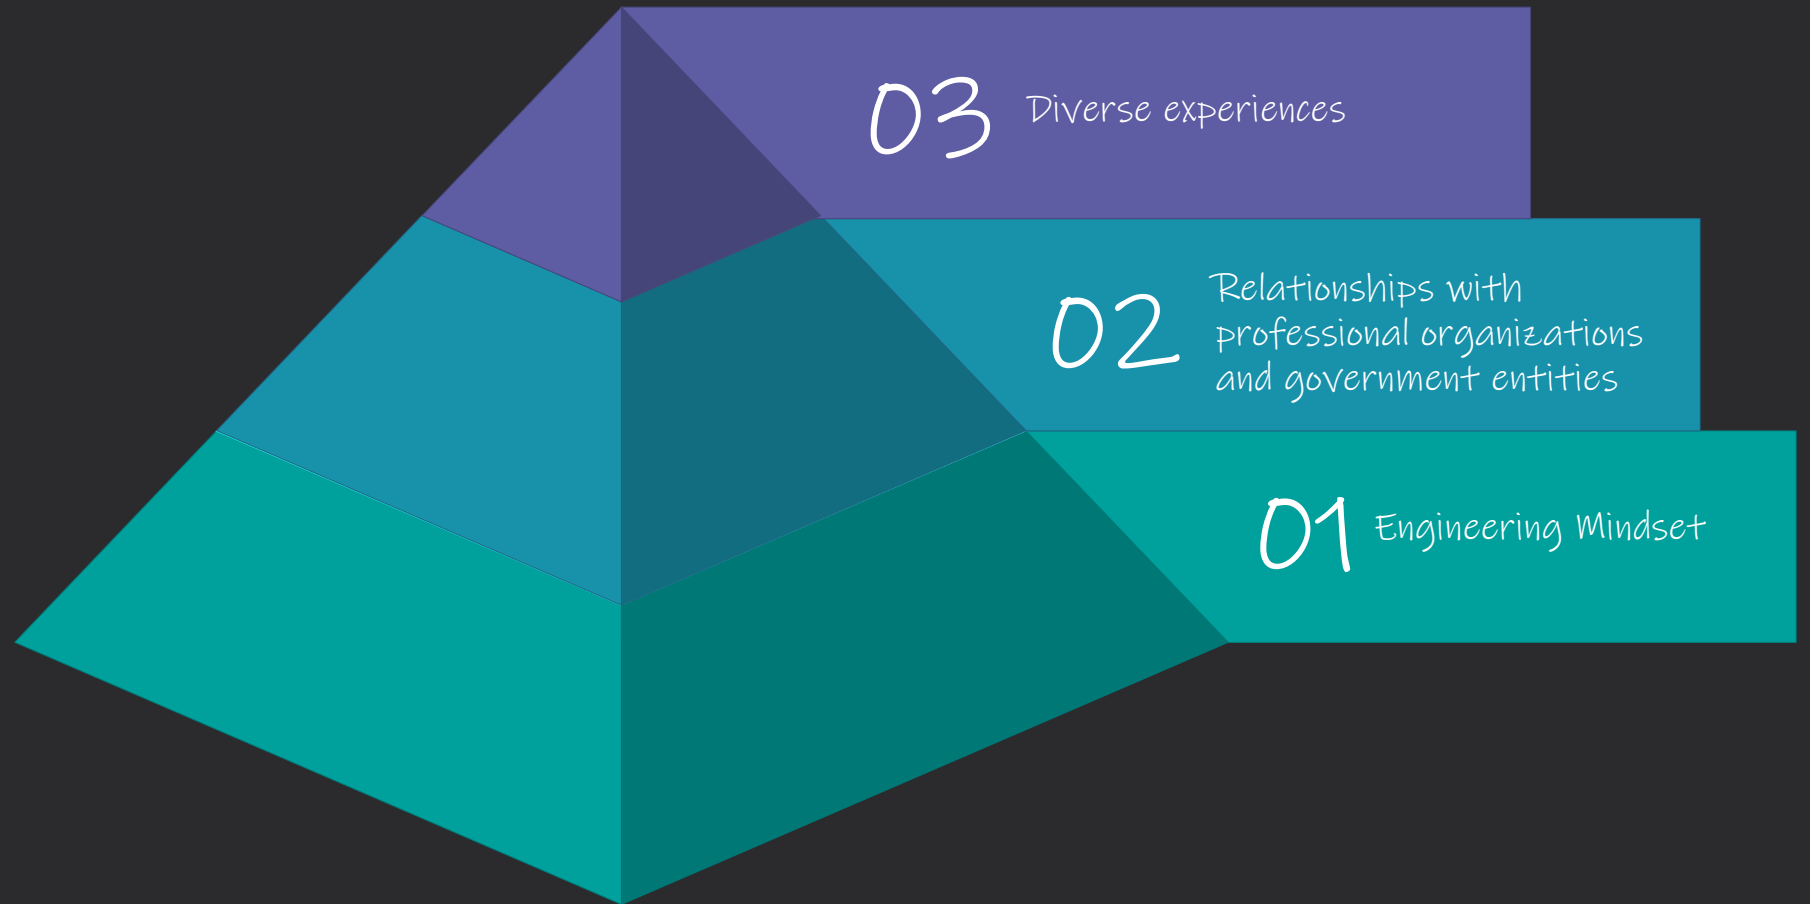 03 Diverse experiences
02 Relationships with
professional organizations
and government entities
01 Engineering Mindset